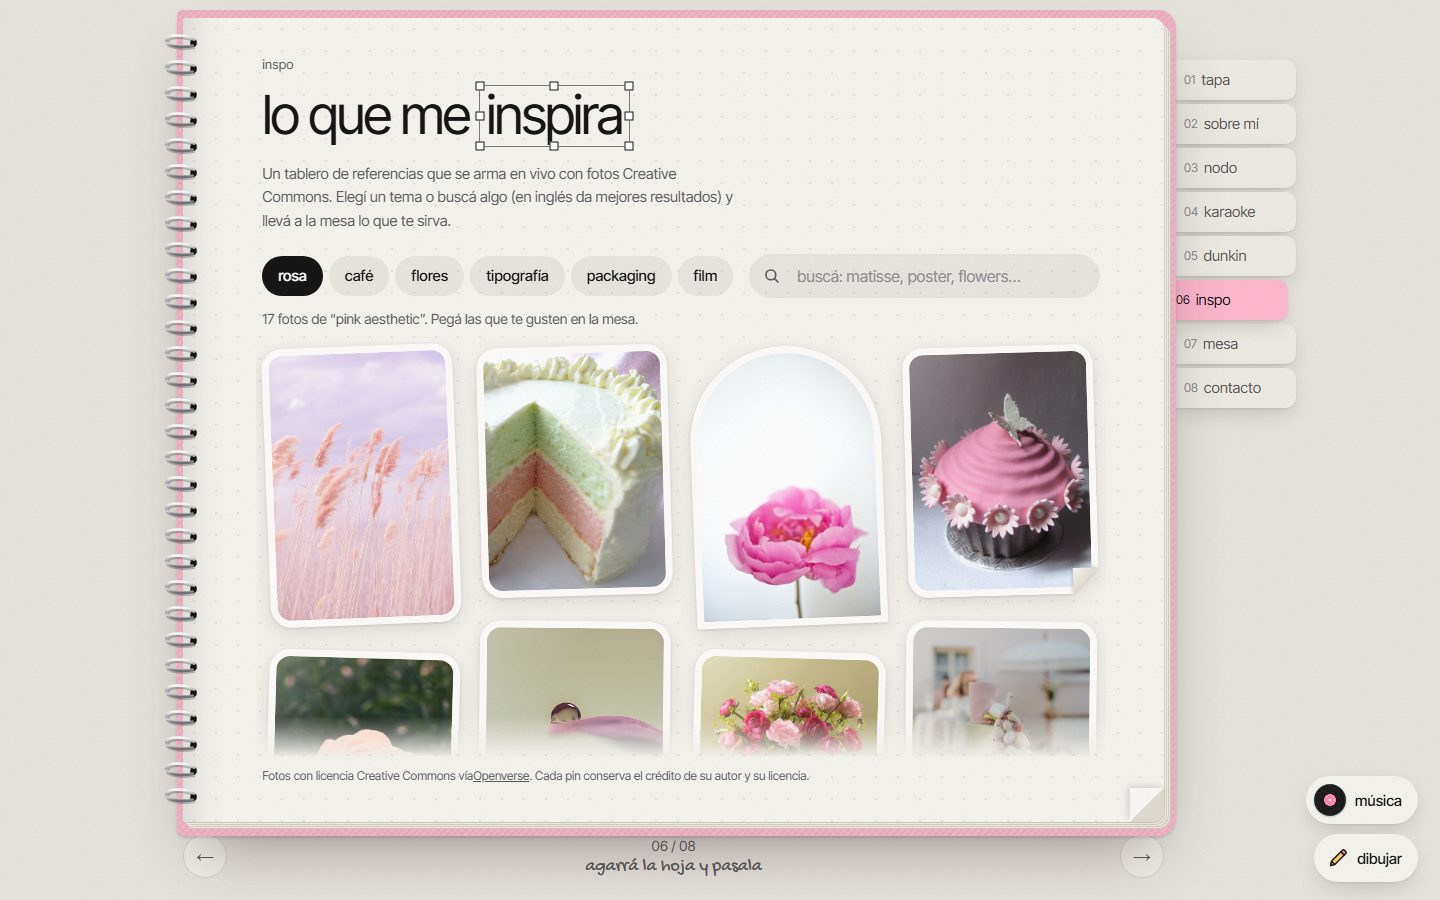 inspo
lo que me inspira
Un tablero de referencias que se arma en vivo con fotos Creative
Commons. Elegí un tema o buscá algo (en inglés da mejores resultados) y
llevá a la mesa lo que te sirva.
rosa café flores tipografía packaging film buscá: matisse, poster, flowers...
17 fotos de “pink aesthetic”. Pegá las que te gusten en la mesa.
Fotos con licencia Creative Commons víaOpenverse. Cada pin conserva el crédito de su autor y su licencia.
01 tapa
02 sobre mí
03 nodo
04 karaoke
05 dunkin
06 inspo
07 mesa
08 contacto
← 06 / 08 →
agarrá la hoja y pasala
música
dibujar